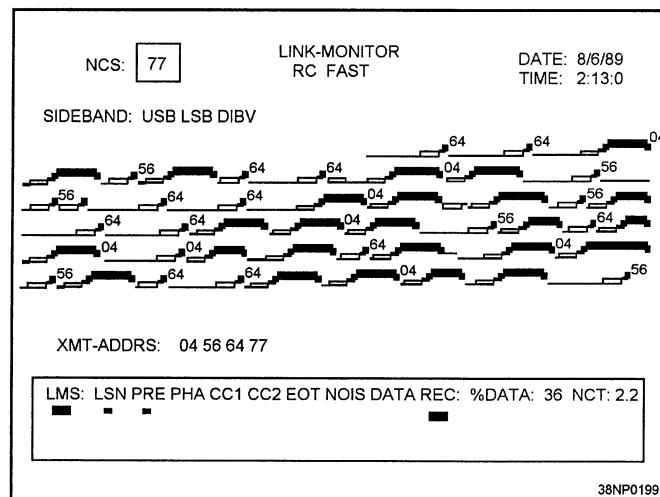 NCS: 77
LINK-MONITOR
RC FAST
DATE: 8/6/89
TIME: 2:13:0
SIDEBAND: USB LSB DIBV
64 64 04
56 64 64 04 56
56 64 64 04 56
64 64 04 56 64
04 04 64 04
56 64 64 04 56
XMT-ADDRS: 04 56 64 77
LMS: LSN PRE PHA CC1 CC2 EOT NOIS DATA REC: %DATA: 36 NCT: 2.2
38NP0199